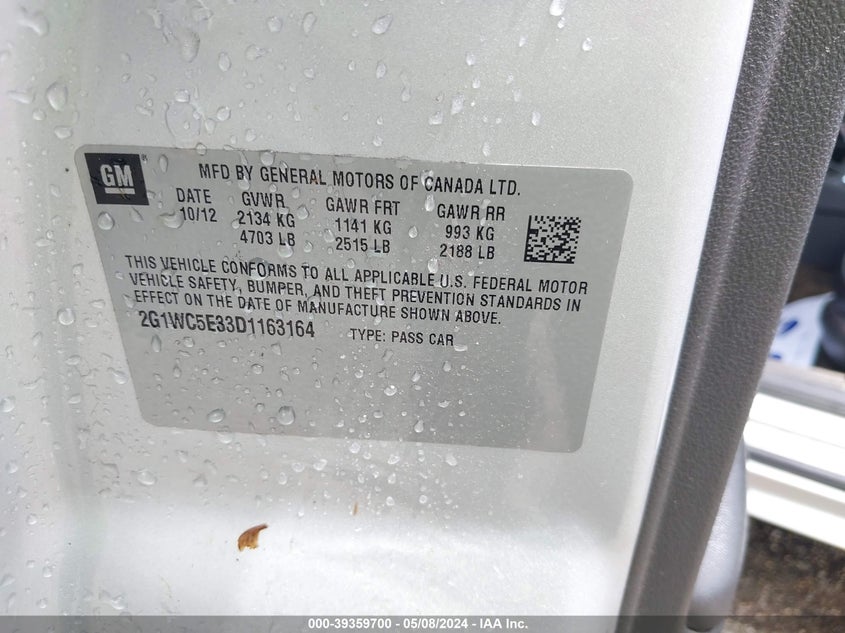 GM
MFD BY GENERAL MOTORS OF CANADA LTD.
DATE GVWR GAWR FRT GAWR RR
10/12 2134 KG 1141 KG 993 KG
4703 LB 2515 LB 2188 LB
THIS VEHICLE CONFORMS TO ALL APPLICABLE U.S. FEDERAL MOTOR
VEHICLE SAFETY, BUMPER, AND THEFT PREVENTION STANDARDS IN
EFFECT ON THE DATE OF MANUFACTURE SHOWN ABOVE.
2G1WC5E33D1163164 TYPE: PASS CAR
000-39359700 - 05/08/2024 - IAA Inc.